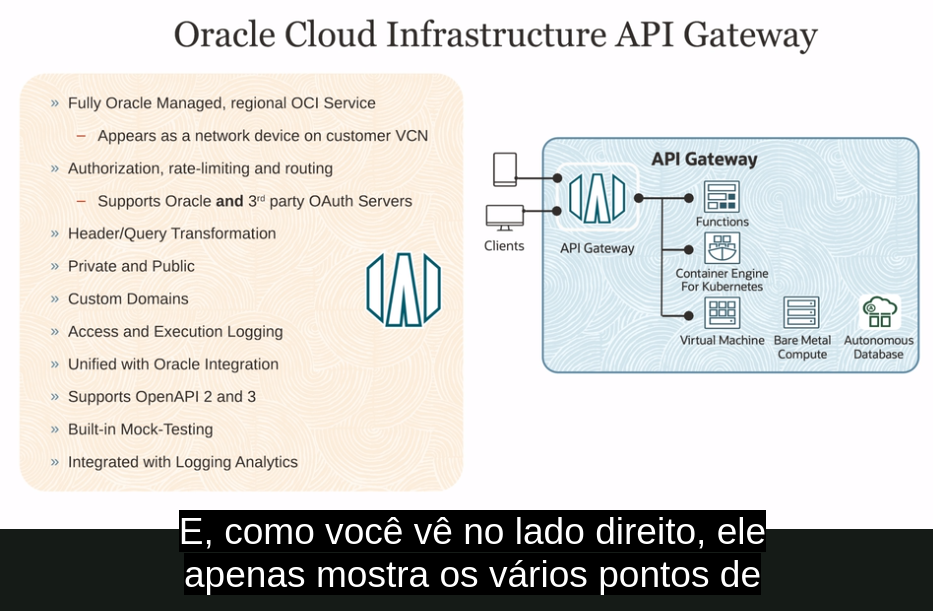 Oracle Cloud Infrastructure API Gateway
» Fully Oracle Managed, regional OCI Service
– Appears as a network device on customer VCN
» Authorization, rate-limiting and routing
– Supports Oracle and 3rd party OAuth Servers
» Header/Query Transformation
» Private and Public
» Custom Domains
» Access and Execution Logging
» Unified with Oracle Integration
» Supports OpenAPI 2 and 3
» Built-in Mock-Testing
» Integrated with Logging Analytics
API Gateway
Clients
API Gateway
Functions
Container Engine
For Kubernetes
Virtual Machine
Bare Metal
Compute
Autonomous
Database
E, como você vê no lado direito, ele
apenas mostra os vários pontos de